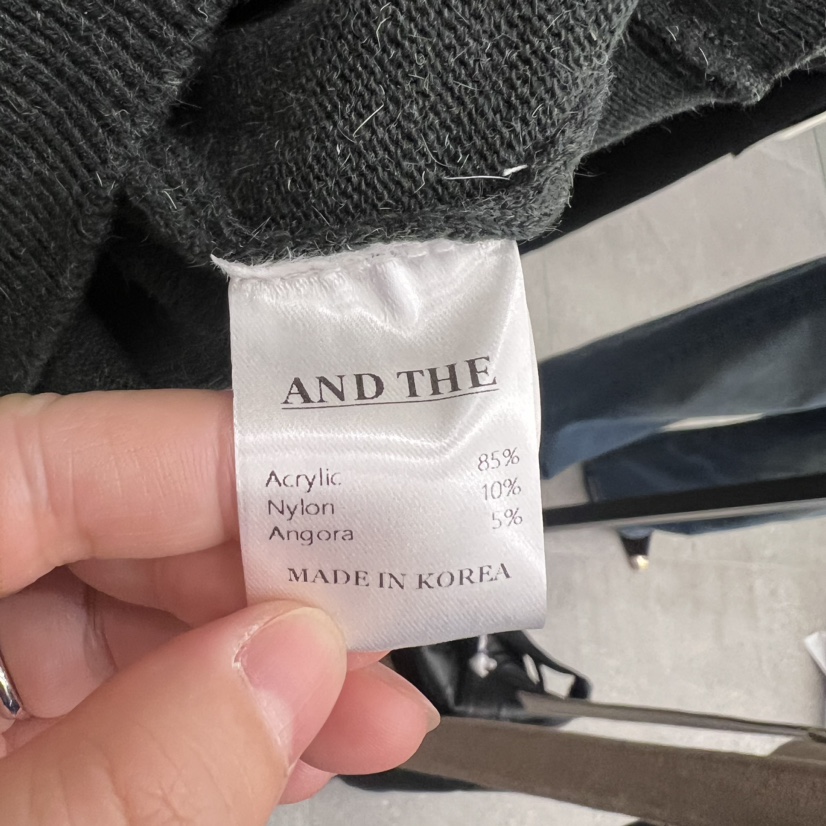 AND THE
Acrylic 85%
Nylon 10%
Angora 5%
MADE IN KOREA